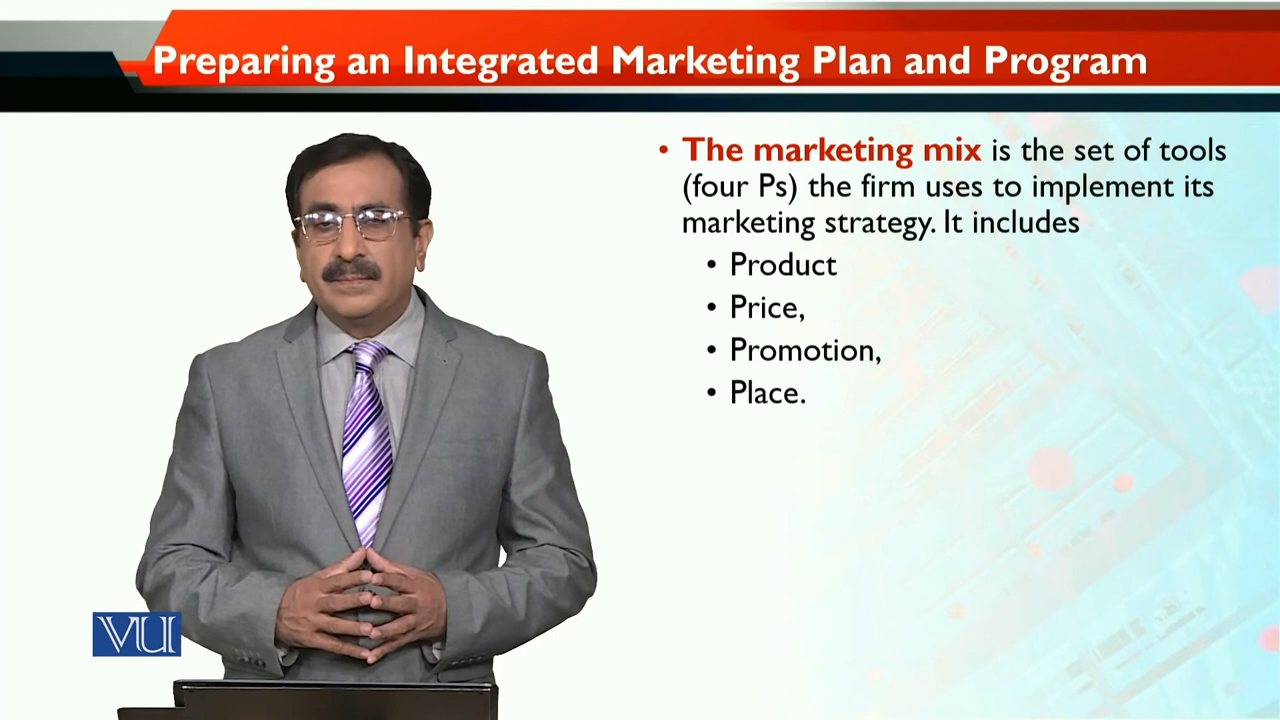 Preparing an Integrated Marketing Plan and Program
• The marketing mix is the set of tools
(four Ps) the firm uses to implement its
marketing strategy. It includes
• Product
• Price,
• Promotion,
• Place.
VU